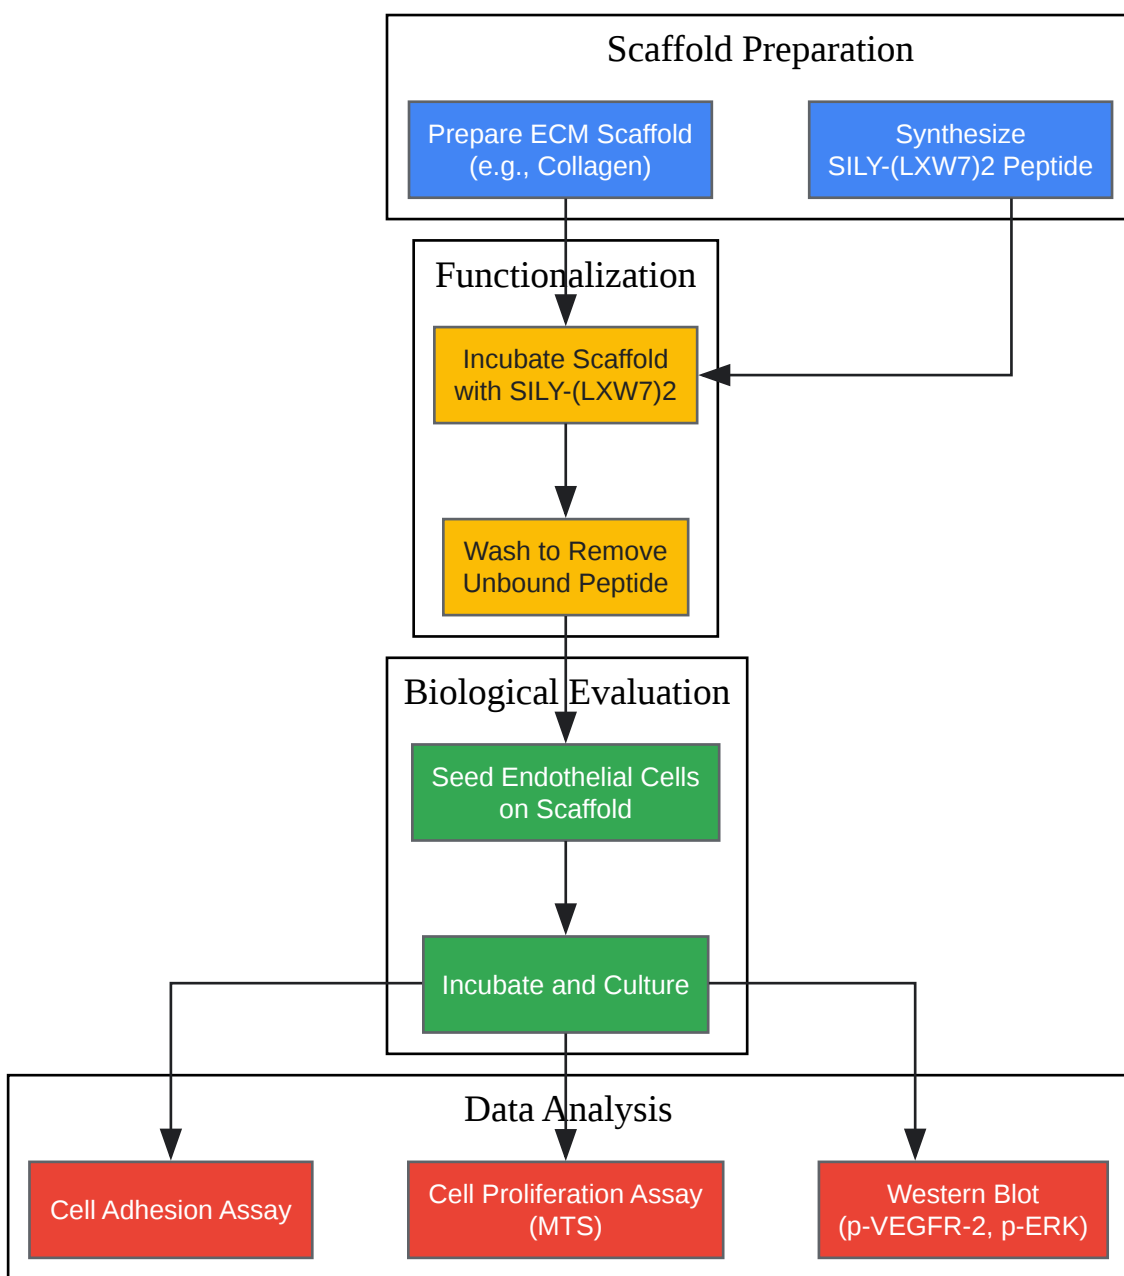 Scaffold Preparation
Prepare ECM Scaffold
(e.g., Collagen)
Synthesize
SILY-(LXW7)2 Peptide
Functionalization
Incubate Scaffold
with SILY-(LXW7)2
Wash to Remove
Unbound Peptide
Biological Evaluation
Seed Endothelial Cells
on Scaffold
Incubate and Culture
Data Analysis
Cell Adhesion Assay
Cell Proliferation Assay
(MTS)
Western Blot
(p-VEGFR-2, p-ERK)